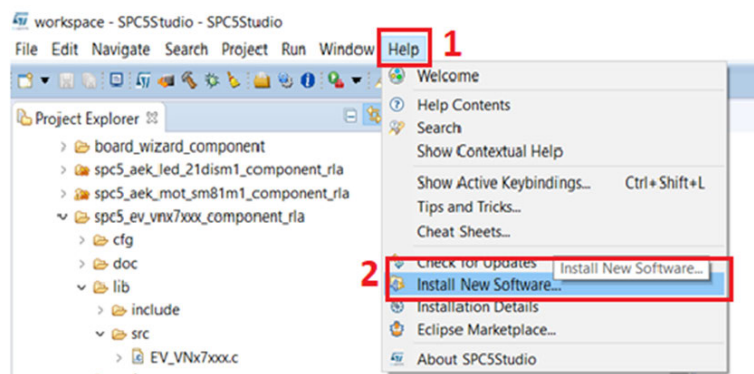 workspace - SPC5Studio - SPC5Studio
File Edit Navigate Search Project Run Window Help 1
Welcome
Project Explorer
Help Contents
Search
Show Contextual Help
Show Active Keybindings... Ctrl+Shift+L
Tips and Tricks...
Cheat Sheets...
2
Check for Updates
Install New Software...
Install New Software...
Installation Details
Eclipse Marketplace...
About SPC5Studio
board_wizard_component
spc5_aek_led_21dism1_component_rla
spc5_aek_mot_sm81m1_component_rla
spc5_ev_vnx7xxx_component_rla
cfg
doc
lib
include
src
EV_VNx7xxx.c